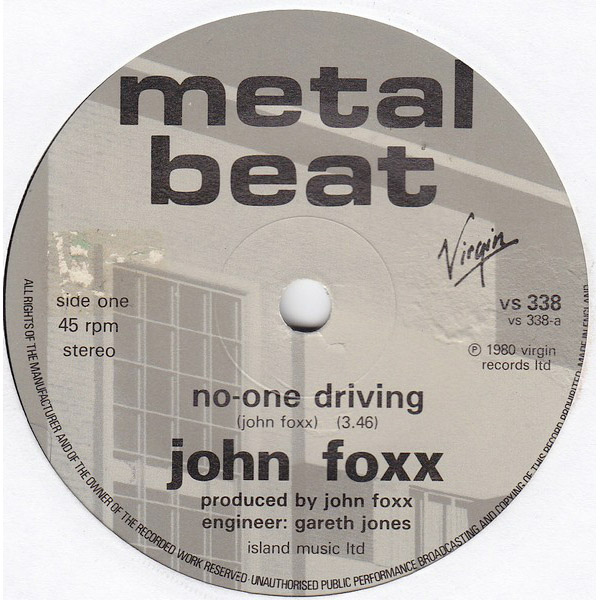 metal
beat
Virgin
side one
45 rpm
stereo
vs 338
vs 338-a
℗ 1980 virgin
records ltd
no-one driving
(john foxx) (3.46)
john foxx
produced by john foxx
engineer: gareth jones
island music ltd
ALL RIGHTS OF THE MANUFACTURER AND OF THE OWNER OF THE RECORDED WORK RESERVED · UNAUTHORISED PUBLIC PERFORMANCE BROADCASTING AND COPYING OF THIS RECORD PROHIBITED. MADE IN ENGLAND